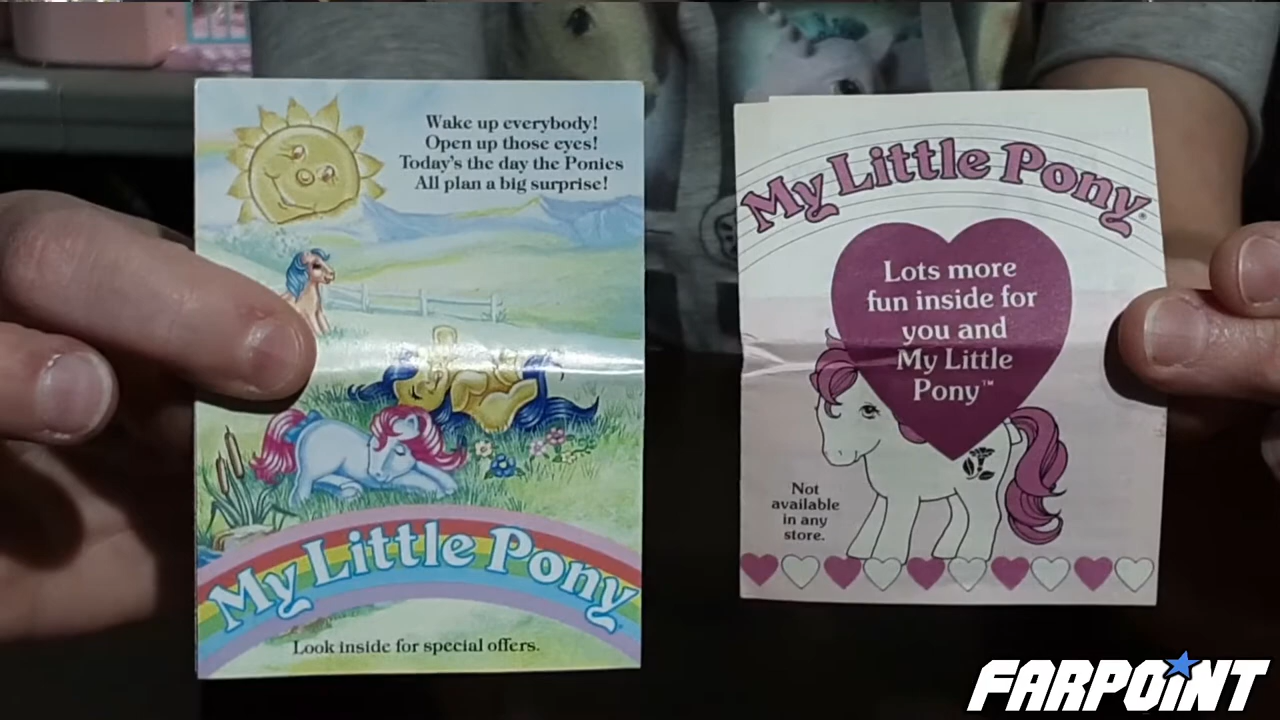 Wake up everybody!
Open up those eyes!
Today's the day the Ponies
All plan a big surprise!
My Little Pony
Look inside for special offers.
My Little Pony®
Lots more
fun inside for
you and
My Little
Pony™
Not
available
in any
store.
FARPOINT